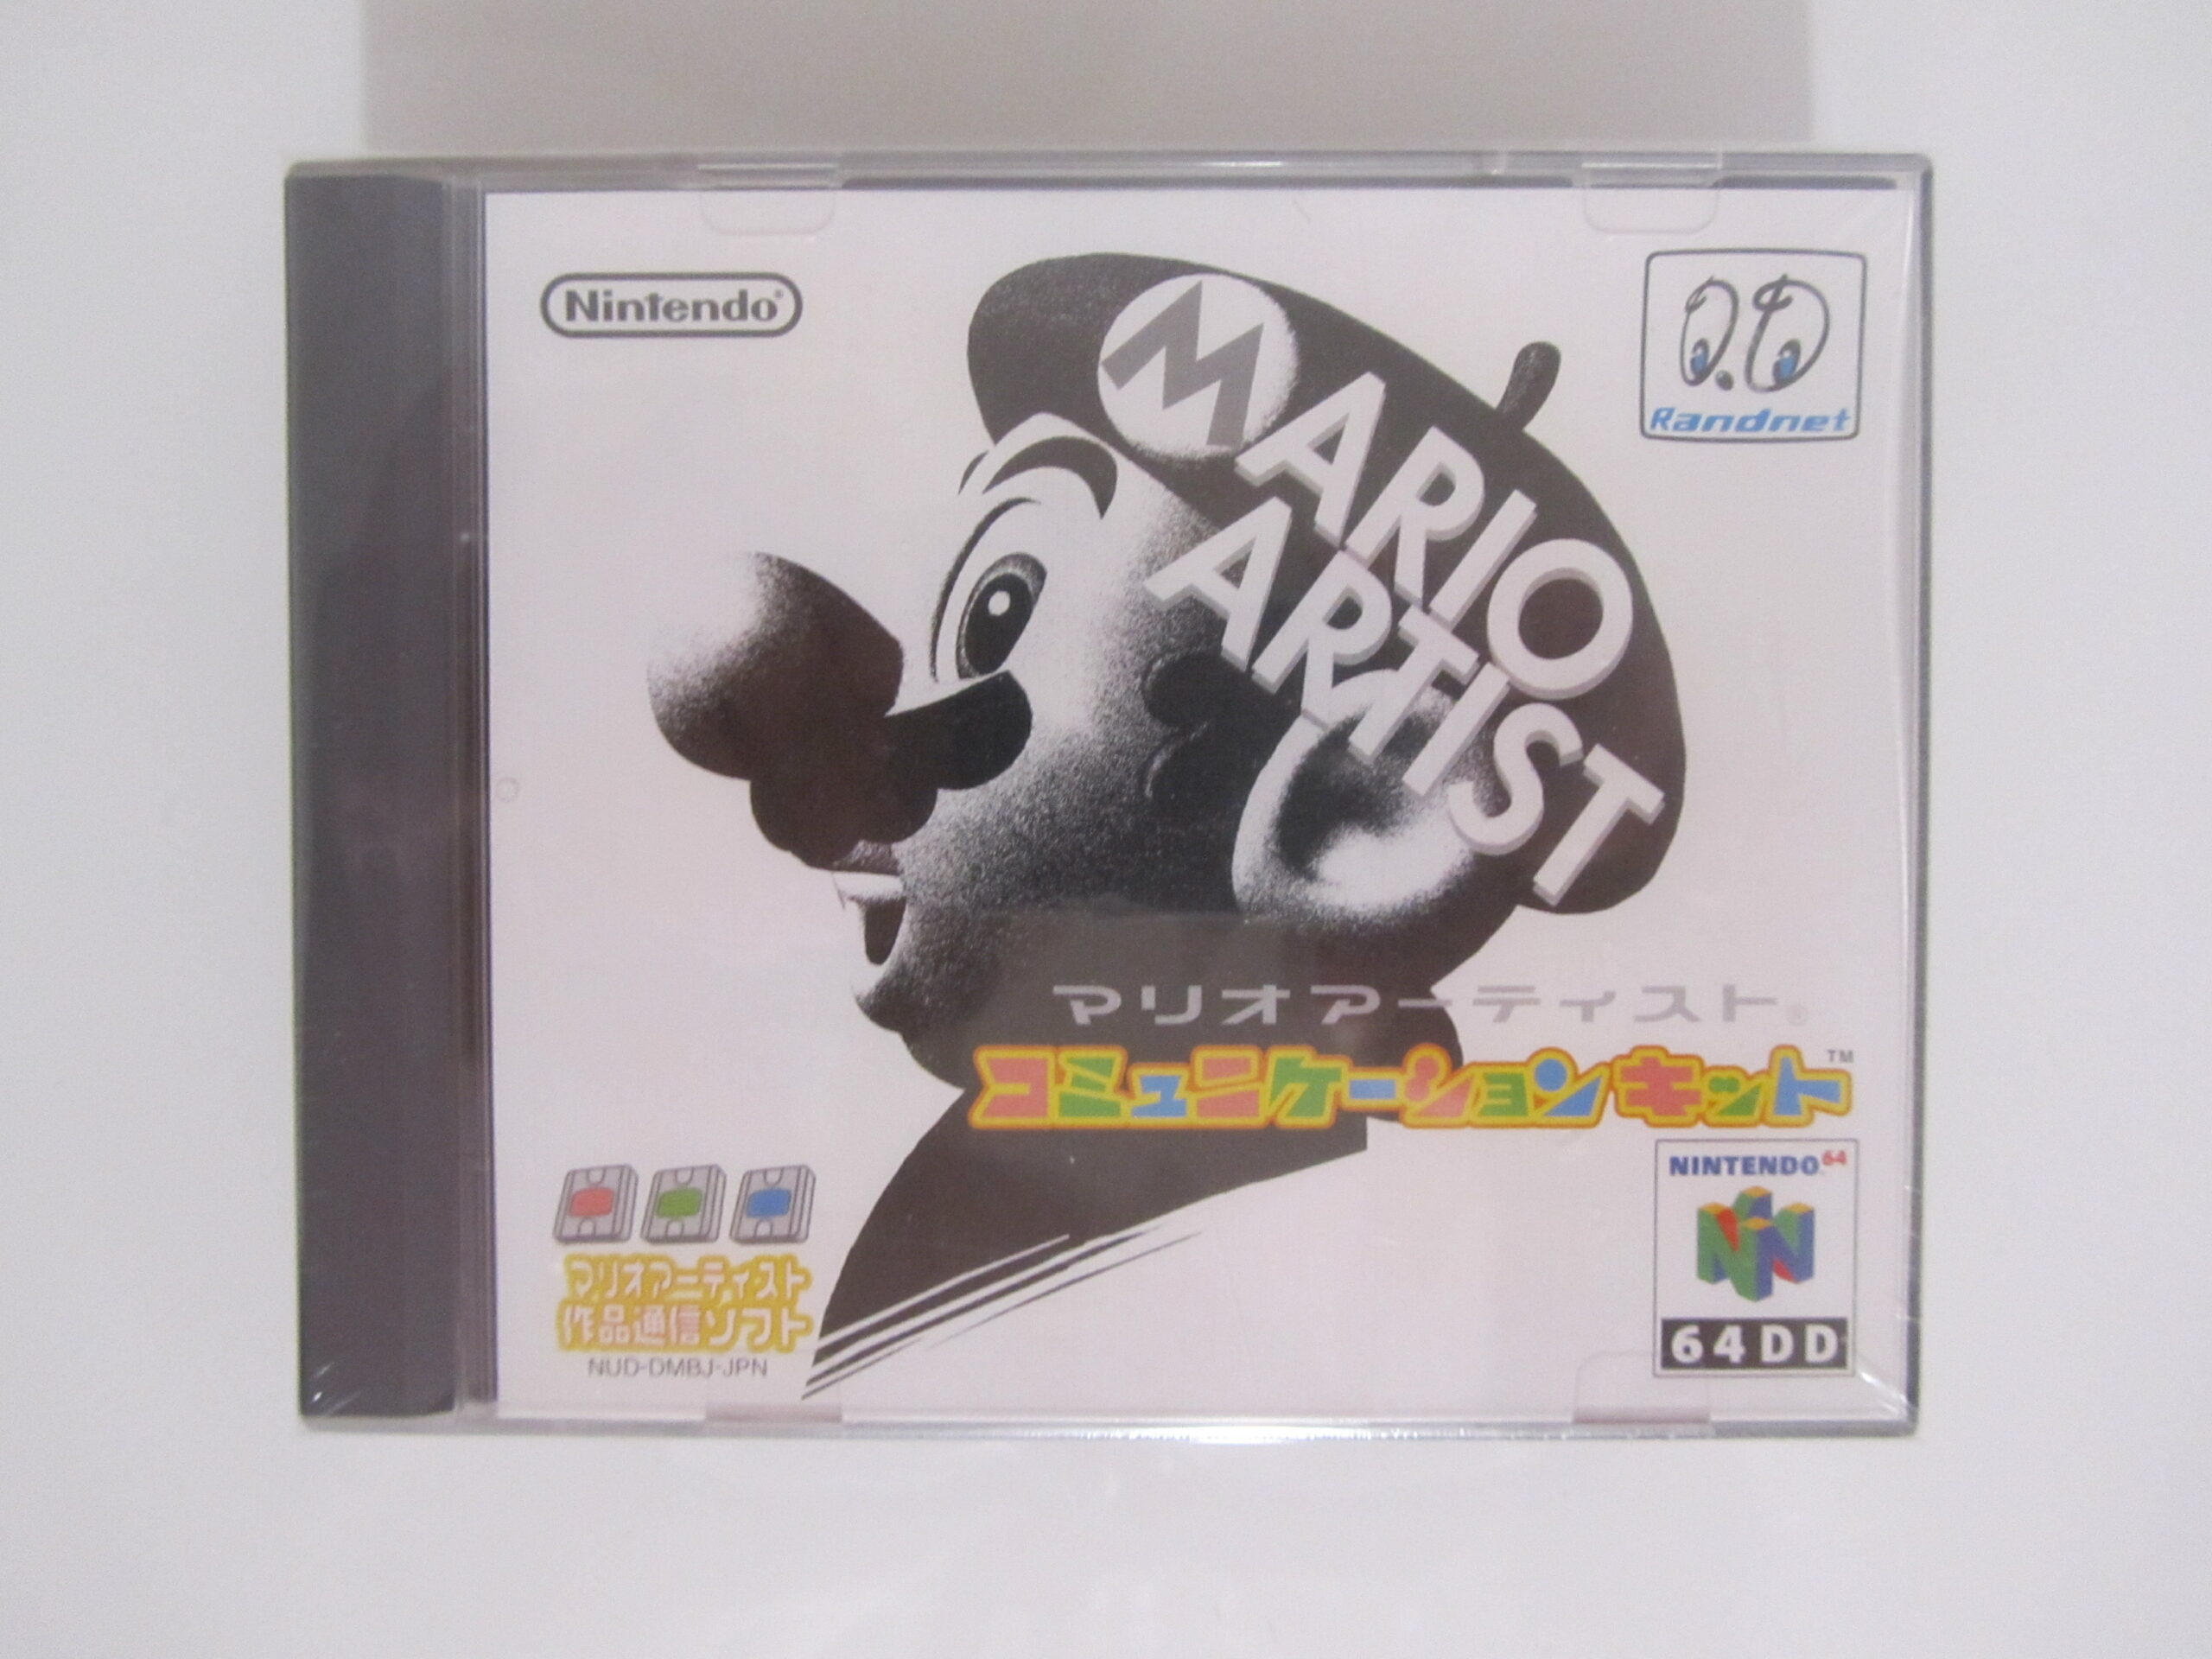 Nintendo®
Randnet
MARIO
ARTIST
マリオアーティスト®
コミュニケーションキット™
マリオアーティスト
作品通信ソフト
NUD-DMBJ-JPN
NINTENDO64
64DD